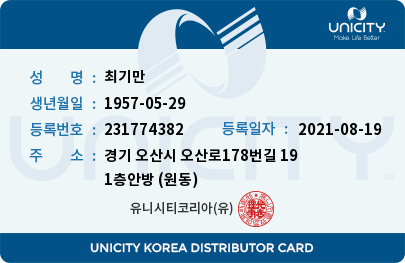 UNICITY
Make Life Better
성 명 : 최기만
생년월일 : 1957-05-29
등록번호 : 231774382 등록일자 : 2021-08-19
주 소 : 경기 오산시 오산로178번길 19
1층안방 (원동)
UNICITY™
유니시티코리아(유)
UNICITY KOREA DISTRIBUTOR CARD